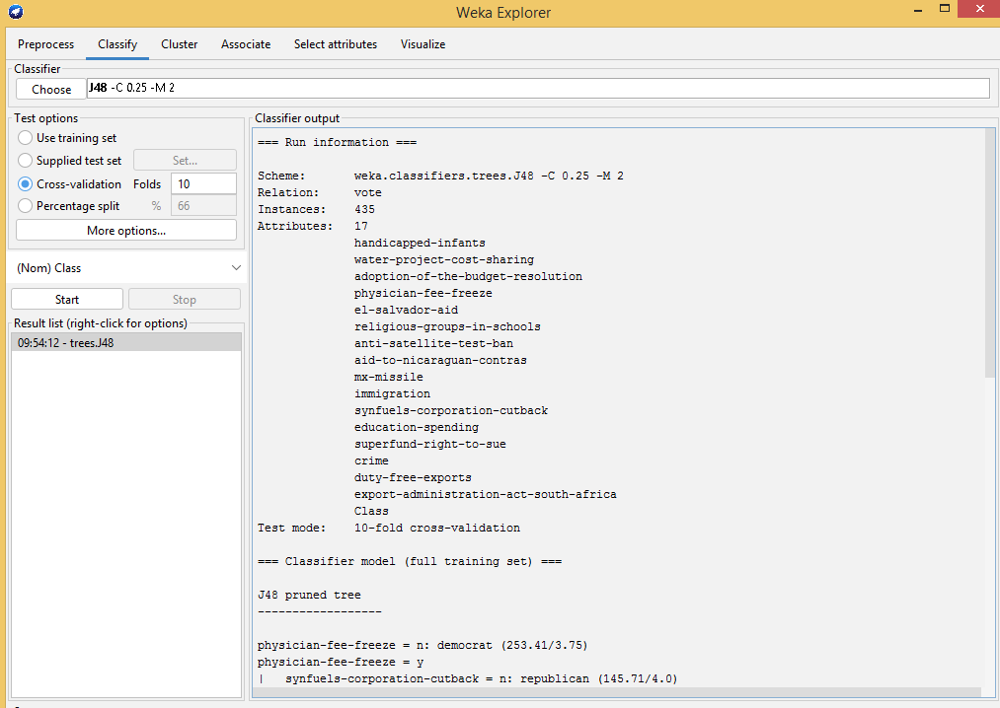 Weka Explorer
Preprocess Classify Cluster Associate Select attributes Visualize
Classifier
Choose J48 -C 0.25 -M 2
Test options
Use training set
Supplied test set Set...
Cross-validation Folds 10
Percentage split % 66
More options...
(Nom) Class
Start Stop
Result list (right-click for options)
09:54:12 - trees.J48
Classifier output
=== Run information ===
Scheme: weka.classifiers.trees.J48 -C 0.25 -M 2
Relation: vote
Instances: 435
Attributes: 17
handicapped-infants
water-project-cost-sharing
adoption-of-the-budget-resolution
physician-fee-freeze
el-salvador-aid
religious-groups-in-schools
anti-satellite-test-ban
aid-to-nicaraguan-contras
mx-missile
immigration
synfuels-corporation-cutback
education-spending
superfund-right-to-sue
crime
duty-free-exports
export-administration-act-south-africa
Class
Test mode: 10-fold cross-validation
=== Classifier model (full training set) ===
J48 pruned tree
------------------
physician-fee-freeze = n: democrat (253.41/3.75)
physician-fee-freeze = y
| synfuels-corporation-cutback = n: republican (145.71/4.0)